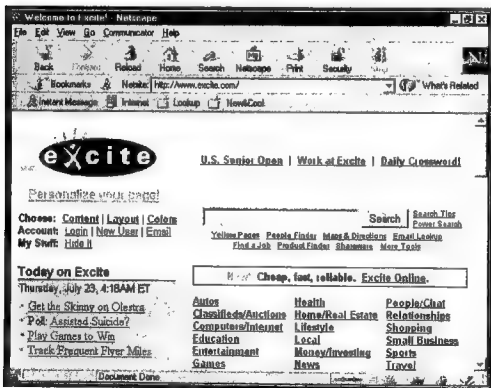 Welcome to Excite! - Netscape
File Edit View Go Communicator Help
Back Reload Home Search Netscape Print Security
Bookmarks Netsite: http://www.excite.com/ What's Related
Instant Message Internet Lookup New&Cool
excite
U.S. Senior Open | Work at Excite | Daily Crossword!
Personalize your page!
Choose: Content | Layout | Colors
Account: Login | New User | Email
My Stuff: Hide it
Search Search Tips
Power Search
Yellow Pages People Finder Maps & Directions Email Lookup
Find a Job Product Finder Shareware More Tools
Today on Excite
Thursday, July 23, 4:18AM ET
Get the Skinny on Olestra
Poll: Assisted Suicide?
Play Games to Win
Track Frequent Flyer Miles
New! Cheap, fast, reliable. Excite Online.
Autos Health People/Chat
Classifieds/Auctions Home/Real Estate Relationships
Computers/Internet Lifestyle Shopping
Education Local Small Business
Entertainment Money/Investing Sports
Games News Travel
Document: Done